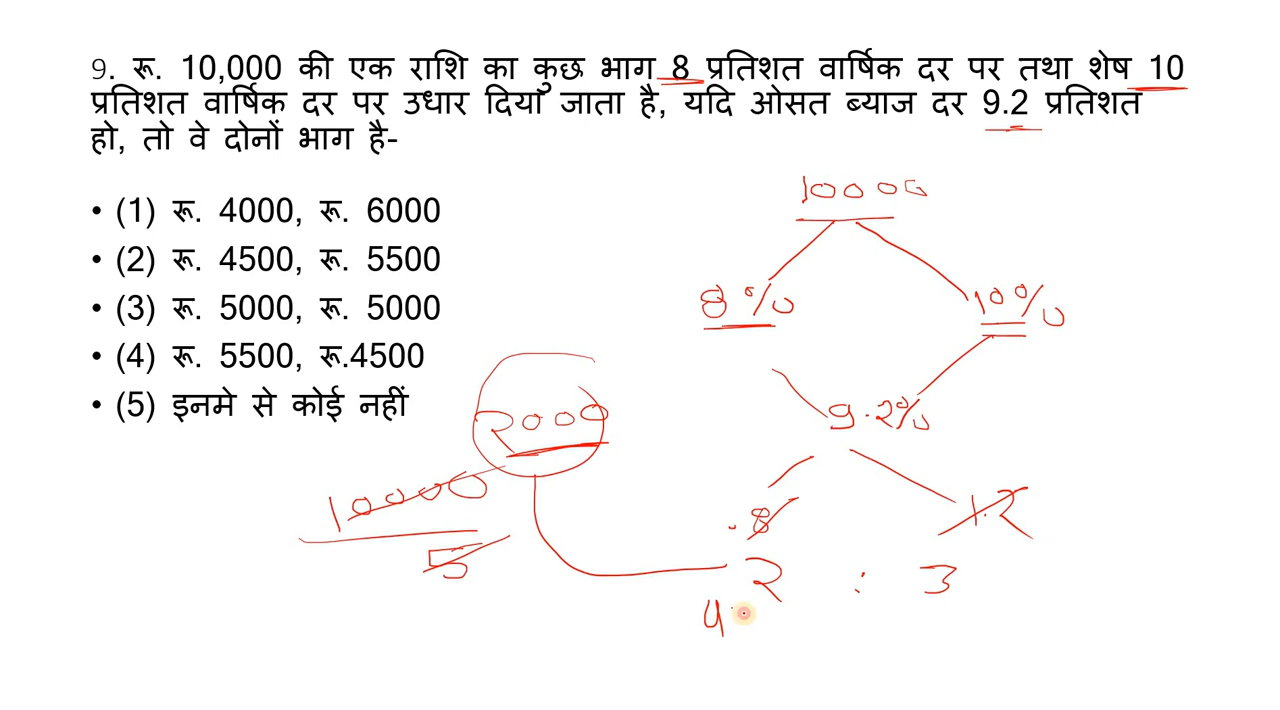 9. रू. 10,000 की एक राशि का कुछ भाग 8 प्रतिशत वार्षिक दर पर तथा शेष 10
प्रतिशत वार्षिक दर पर उधार दिया जाता है, यदि ओसत ब्याज दर 9.2 प्रतिशत
हो, तो वे दोनों भाग है-
• (1) रू. 4000, रू. 6000
• (2) रू. 4500, रू. 5500
• (3) रू. 5000, रू. 5000
• (4) रू. 5500, रू.4500
• (5) इनमे से कोई नहीं
10000
8% 10%
9.2%
2000
10000
5
.8 1.2
2 : 3
4